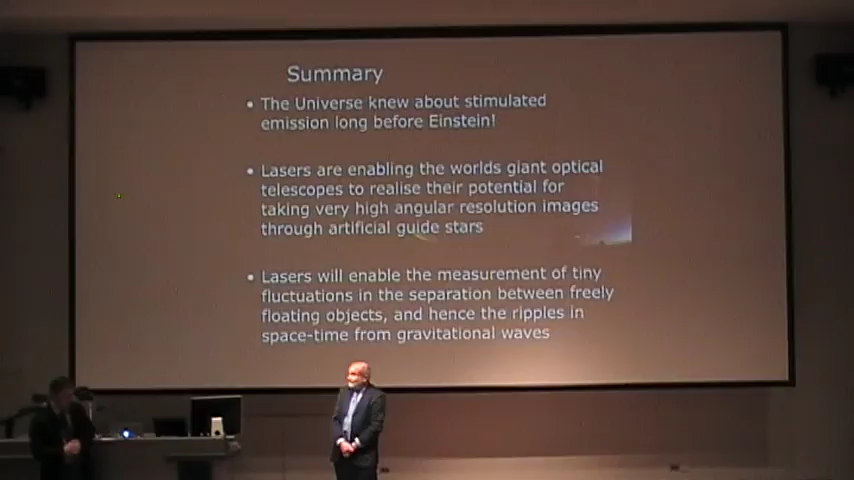 Summary
• The Universe knew about stimulated
emission long before Einstein!
• Lasers are enabling the worlds giant optical
telescopes to realise their potential for
taking very high angular resolution images
through artificial guide stars
• Lasers will enable the measurement of tiny
fluctuations in the separation between freely
floating objects, and hence the ripples in
space-time from gravitational waves